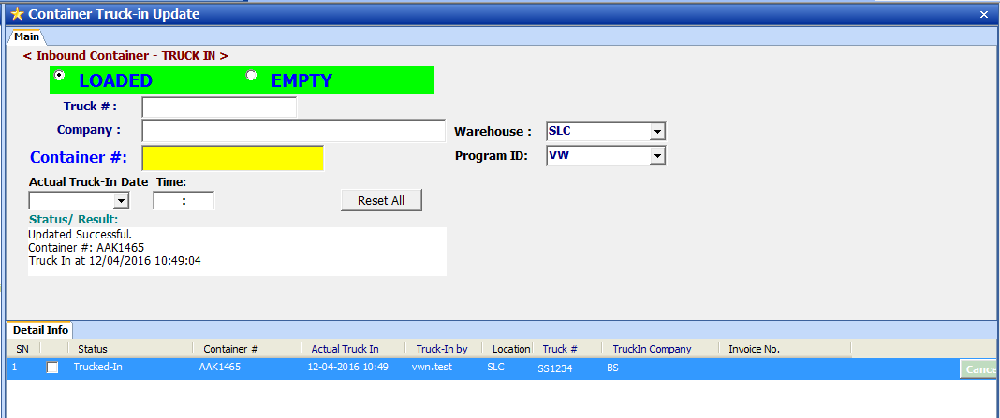 Container Truck-in Update
Main
< Inbound Container - TRUCK IN >
LOADED EMPTY
Truck # :
Company :
Warehouse : SLC
Container #:
Program ID: VW
Actual Truck-In Date Time:
:
Reset All
Status/ Result:
Updated Successful.
Container #: AAK1465
Truck In at 12/04/2016 10:49:04
Detail Info
SN Status Container # Actual Truck In Truck-In by Location Truck # TruckIn Company Invoice No.
1 Trucked-In AAK1465 12-04-2016 10:49 vwn.test SLC SS1234 BS Cance